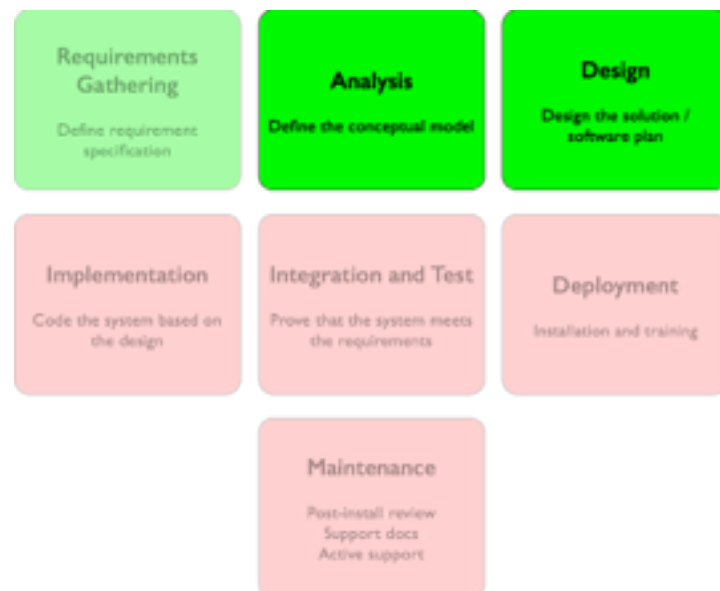 Requirements
Gathering
Define requirement
specification
Analysis
Define the conceptual model
Design
Design the solution /
software plan
Implementation
Code the system based on
the design
Integration and Test
Prove that the system meets
the requirements
Deployment
Installation and training
Maintenance
Post-install review
Support docs
Active support